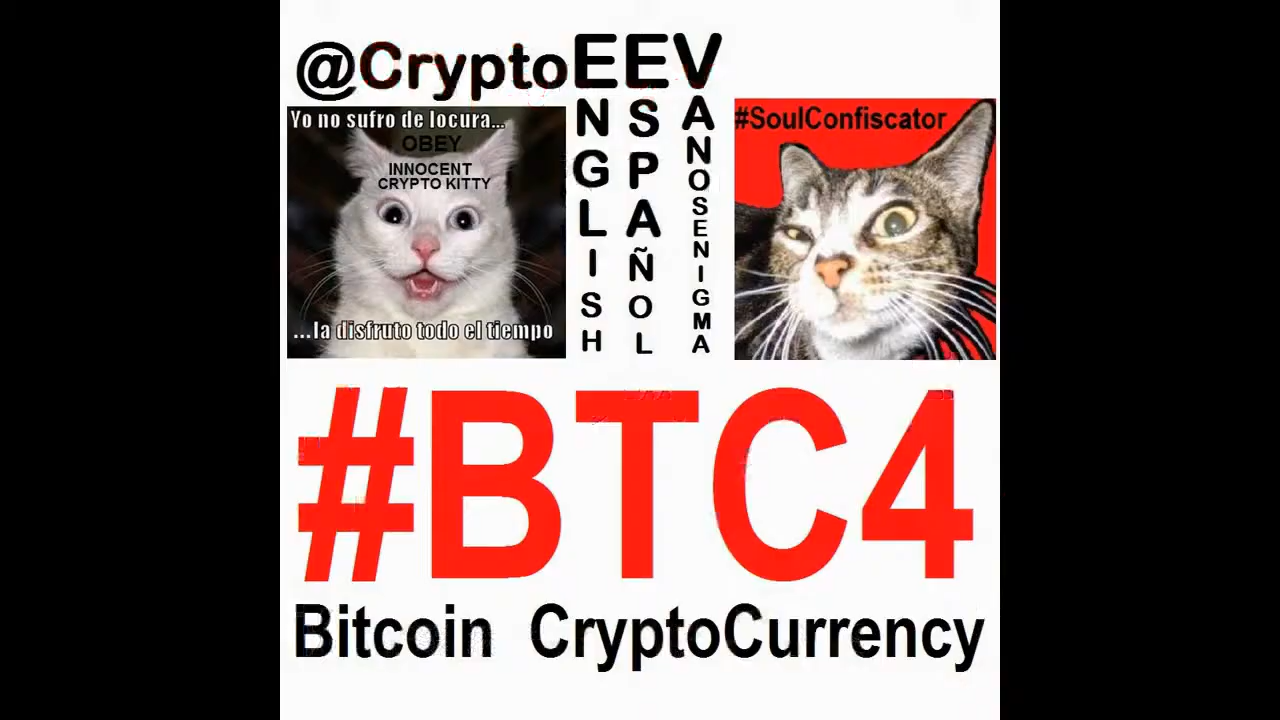 @CryptoEEV
ENGLISH
ESPAÑOL
VANOSENIGMA
Yo no sufro de locura...
OBEY
INNOCENT
CRYPTO KITTY
...la disfruto todo el tiempo
#SoulConfiscator
#BTC4
Bitcoin CryptoCurrency